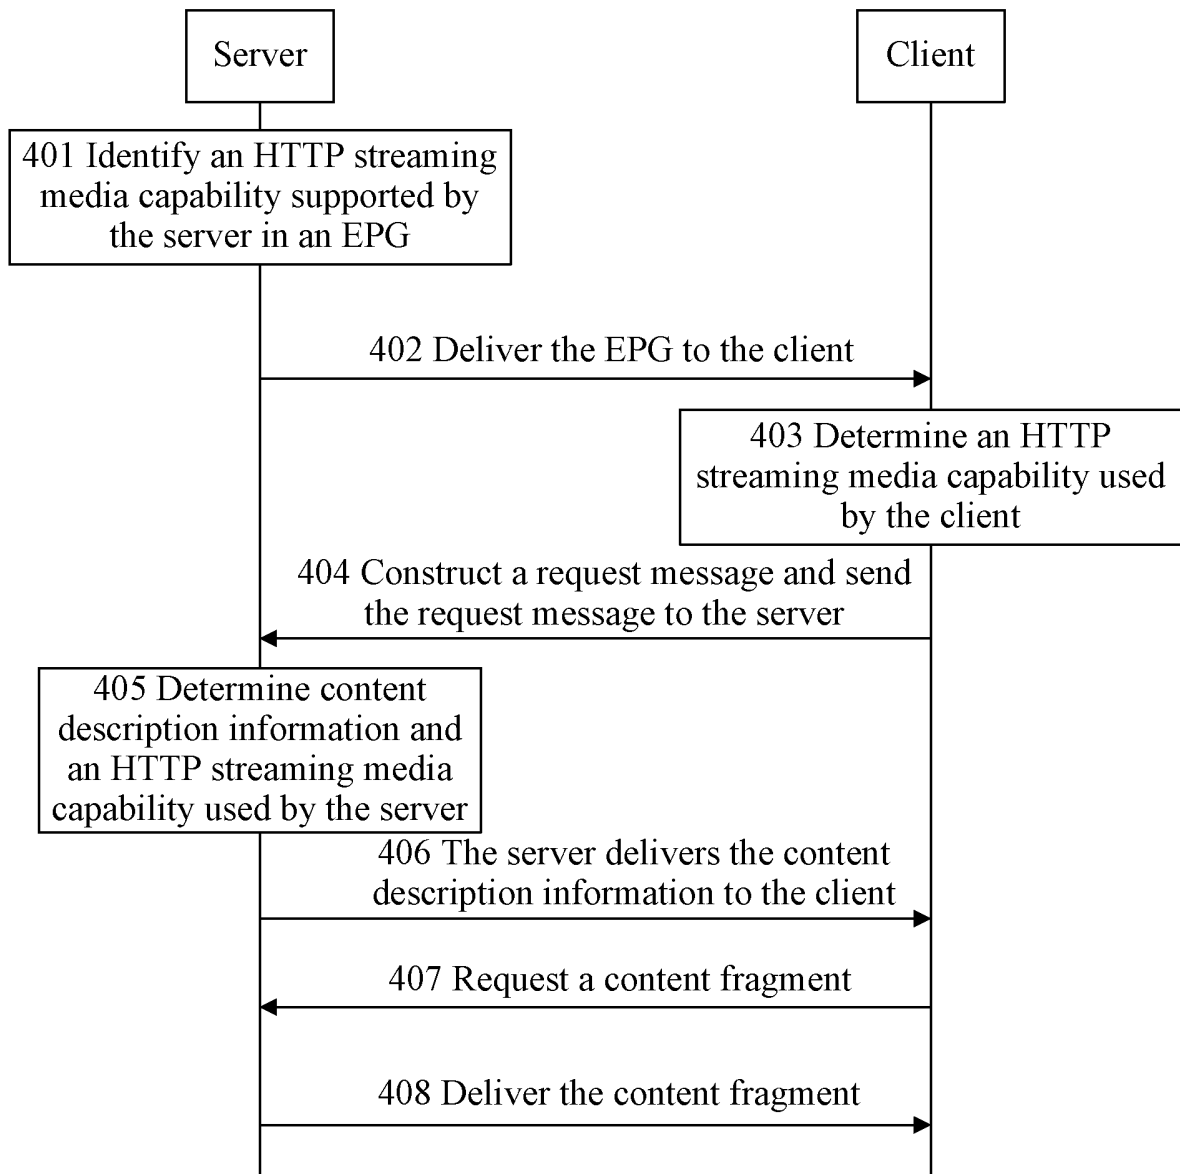 Server
Client
401 Identify an HTTP streaming
media capability supported by
the server in an EPG
402 Deliver the EPG to the client
403 Determine an HTTP
streaming media capability used
by the client
404 Construct a request message and send
the request message to the server
405 Determine content
description information and
an HTTP streaming media
capability used by the server
406 The server delivers the content
description information to the client
407 Request a content fragment
408 Deliver the content fragment